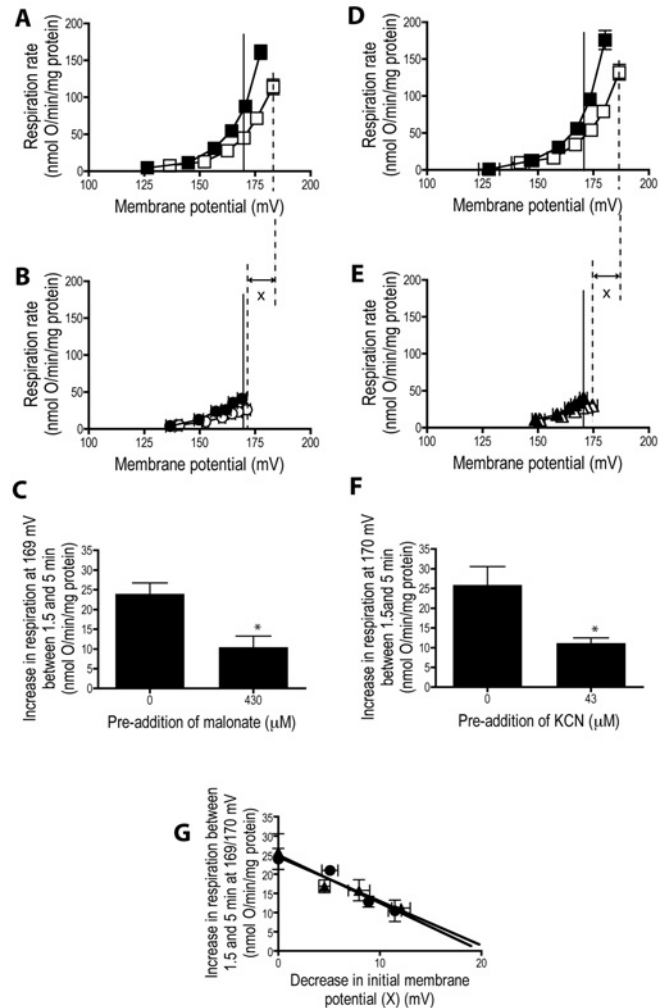 A
Respiration rate
(nmol O/min/mg protein)
200
150
100
50
0
100
125
150
175
200
Membrane potential (mV)
D
Respiration rate
(nmol O/min/mg protein)
200
150
100
50
0
100
125
150
175
200
Membrane potential (mV)
B
Respiration rate
(nmol O/min/mg protein)
200
150
100
50
0
x
100
125
150
175
200
Membrane potential (mV)
E
Respiration rate
(nmol O/min/mg protein)
200
150
100
50
0
x
100
125
150
175
200
Membrane potential (mV)
C
Increase in respiration at 169 mV
between 1.5 and 5 min
(nmol O/min/mg protein)
35
30
25
20
15
10
5
0
*
0
430
Pre-addition of malonate (μM)
F
Increase in respiration at 170 mV
between 1.5and 5 min
(nmol O/min/mg protein)
35
30
25
20
15
10
5
0
*
0
43
Pre-addition of KCN (μM)
G
Increase in respiration between
1.5 and 5 min at 169/170 mV
(nmol O/min/mg protein)
35
30
25
20
15
10
5
0
0
10
20
Decrease in initial membrane
potential (X) (mV)